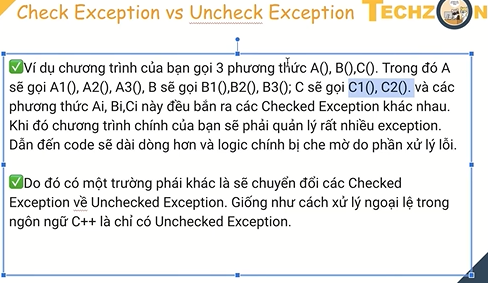 Check Exception vs Uncheck Exception TECHZ N
✅Ví dụ chương trình của bạn gọi 3 phương thức A(), B(),C(). Trong đó A
sẽ gọi A1(), A2(), A3(), B sẽ gọi B1(),B2(), B3(); C sẽ gọi C1(), C2(). và các
phương thức Ai, Bi,Ci này đều bắn ra các Checked Exception khác nhau.
Khi đó chương trình chính của bạn sẽ phải quản lý rất nhiều exception.
Dẫn đến code sẽ dài dòng hơn và logic chính bị che mờ do phần xử lý lỗi.
✅Do đó có một trường phái khác là sẽ chuyển đổi các Checked
Exception về Unchecked Exception. Giống như cách xử lý ngoại lệ trong
ngôn ngữ C++ là chỉ có Unchecked Exception.